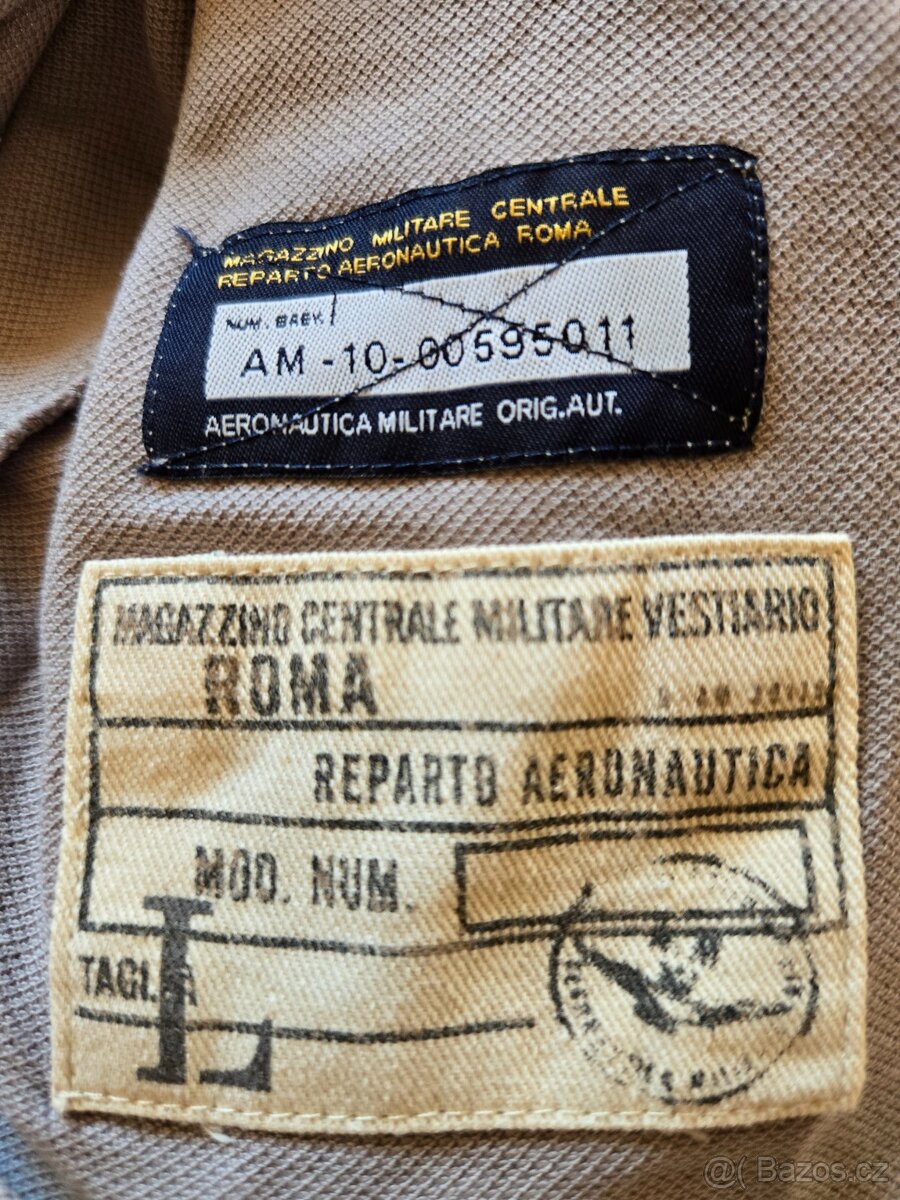 MAGAZZINO MILITARE CENTRALE
REPARTO AERONAUTICA ROMA
NUM. BREV.
AM-10-00595011
AERONAUTICA MILITARE ORIG.AUT.
MAGAZZINO CENTRALE MILITARE VESTIARIO
ROMA
REPARTO AERONAUTICA
MOD. NUM.
TAGLIA
L
@( Bazos.cz